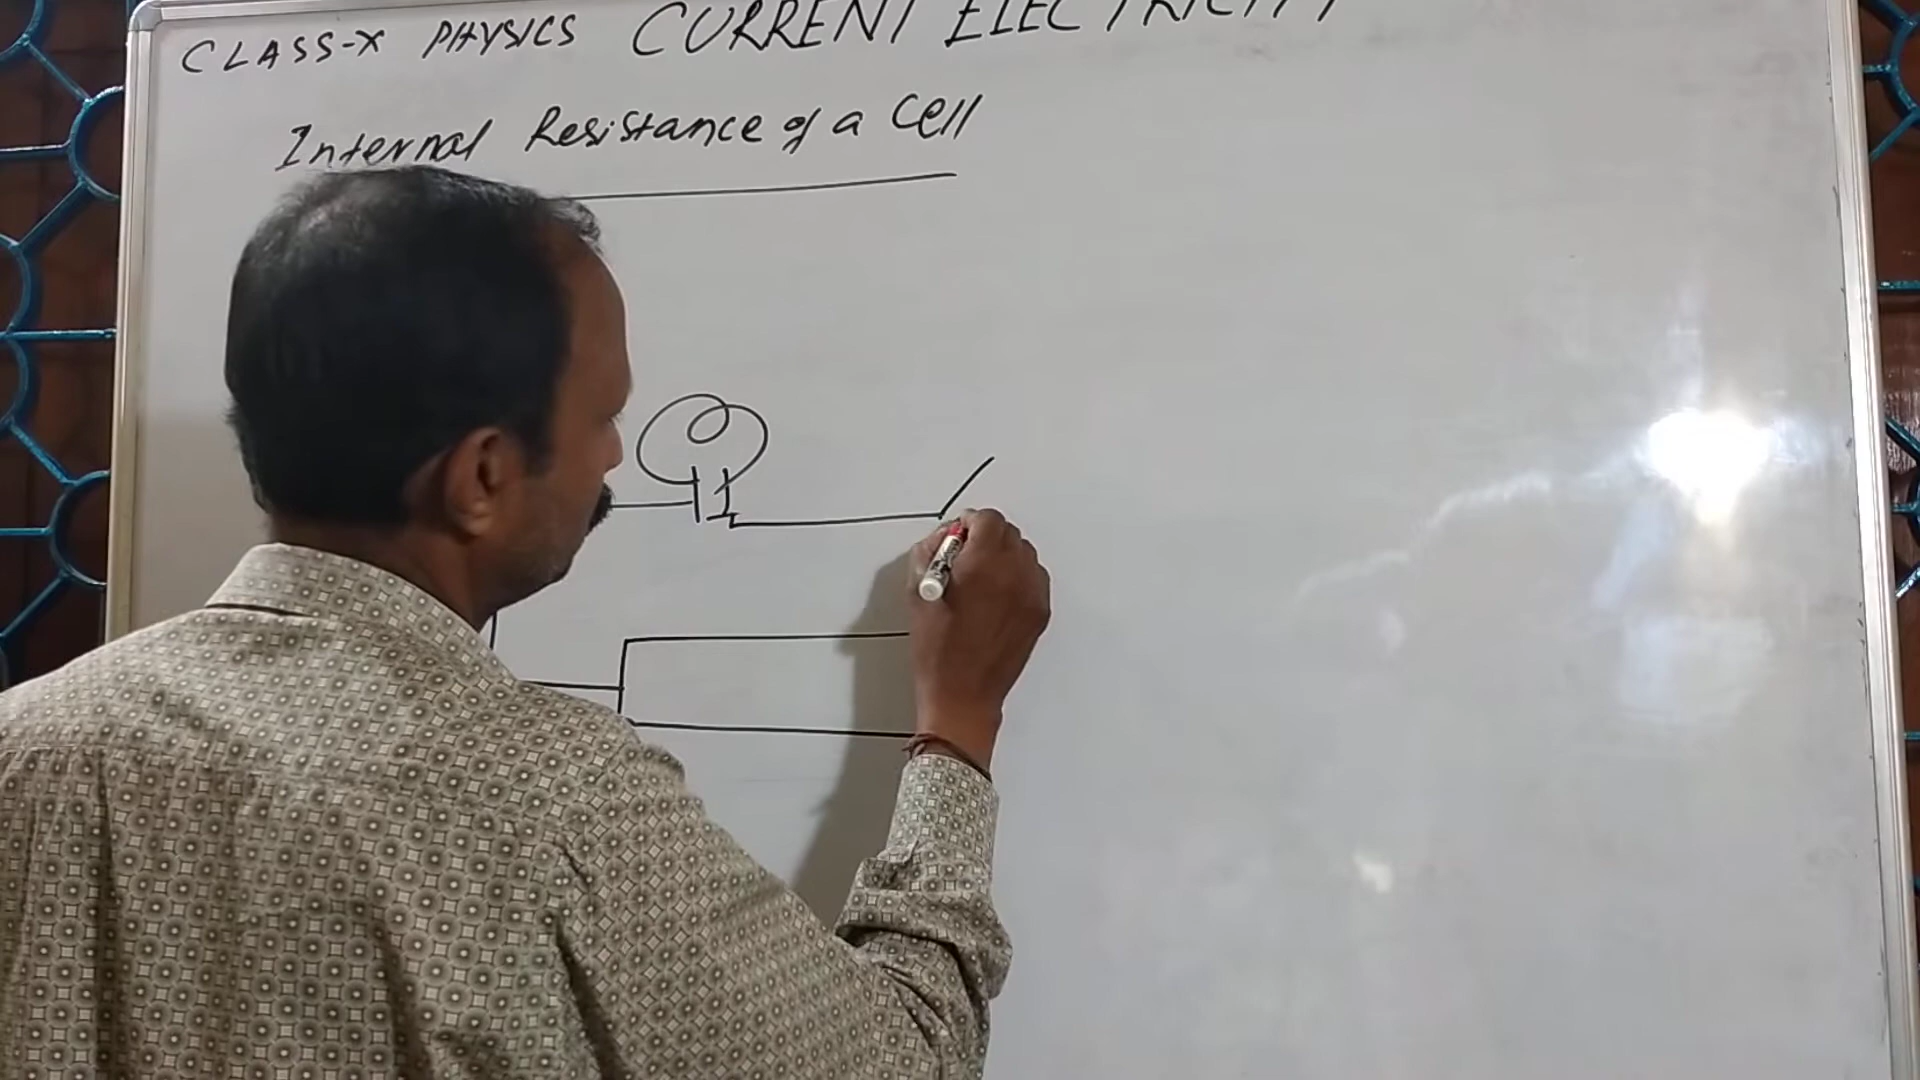 CLASS-X PHYSICS CURRENT ELECTRICITY
Internal Resistance of a Cell